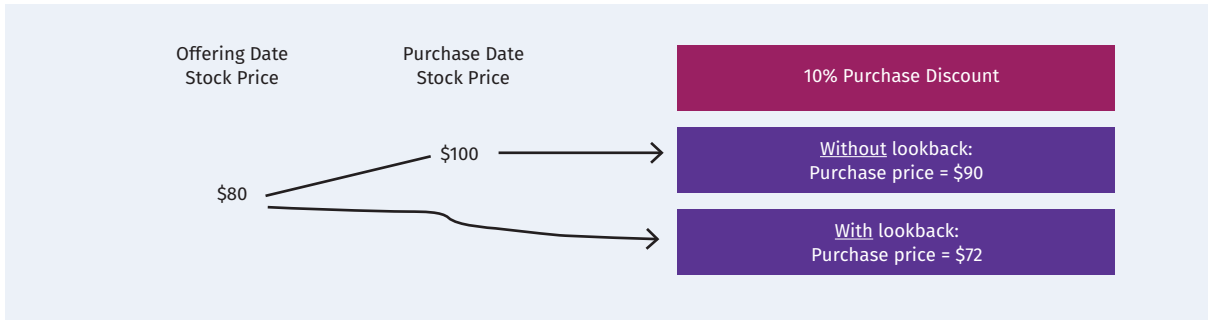 Offering Date
Stock Price
Purchase Date
Stock Price
10% Purchase Discount
$100
Without lookback:
Purchase price = $90
$80
With lookback:
Purchase price = $72